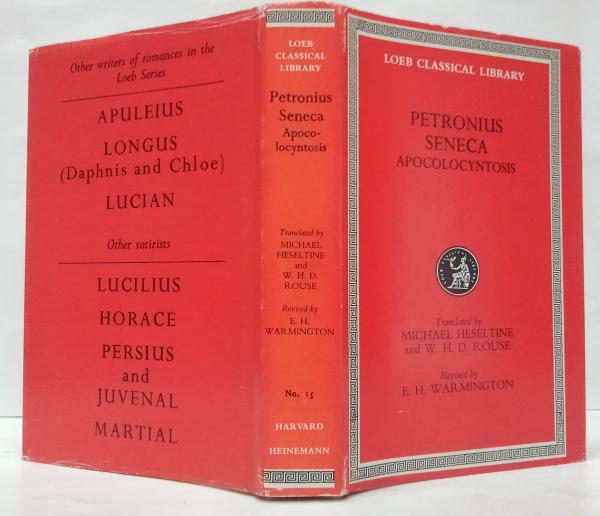 Other writers of romances in the
Loeb Series
APULEIUS
LONGUS
(Daphnis and Chloe)
LUCIAN
Other satirists
LUCILIUS
HORACE
PERSIUS
and
JUVENAL
MARTIAL
LOEB
CLASSICAL
LIBRARY
Petronius
Seneca
Apoco-
locyntosis
Translated by
MICHAEL
HESELTINE
and
W. H. D.
ROUSE
Revised by
E. H.
WARMINGTON
No. 15
HARVARD
HEINEMANN
LOEB CLASSICAL LIBRARY
PETRONIUS
SENECA
APOCOLOCYNTOSIS
Translated by
MICHAEL HESELTINE
and W. H. D. ROUSE
Revised by
E. H. WARMINGTON